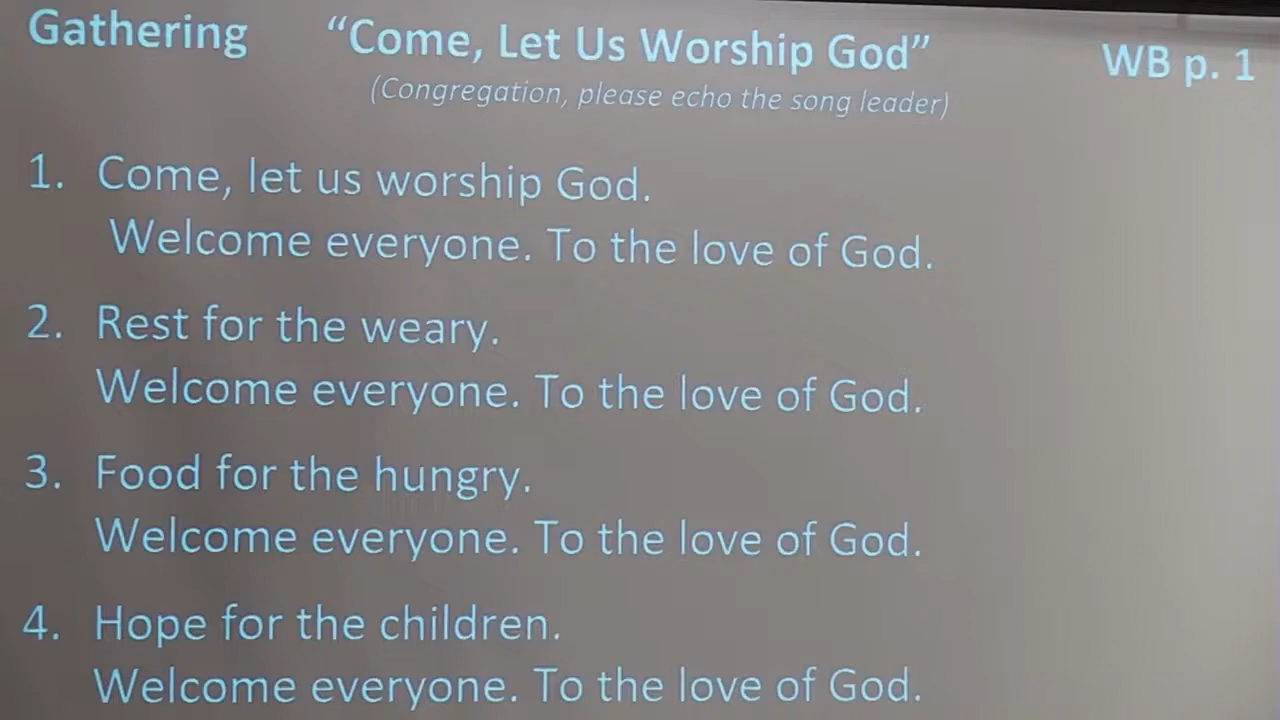 Gathering “Come, Let Us Worship God” WB p. 1
(Congregation, please echo the song leader)
1. Come, let us worship God.
Welcome everyone. To the love of God.
2. Rest for the weary.
Welcome everyone. To the love of God.
3. Food for the hungry.
Welcome everyone. To the love of God.
4. Hope for the children.
Welcome everyone. To the love of God.